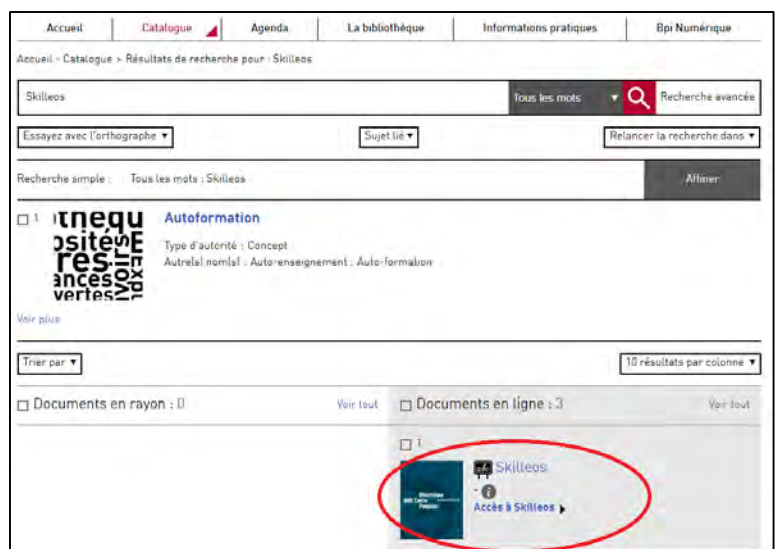 Accueil Catalogue Agenda La bibliothèque Informations pratiques Bpi Numérique
Accueil - Catalogue > Résultats de recherche pour : Skilleos
Skilleos Tous les mots Recherche avancée
Essayez avec l'orthographe Sujet lié Relancer la recherche dans
Recherche simple : Tous les mots : Skilleos Affiner
1
Autoformation
Type d'autorité : Concept
Autre(s) nom(s) : Auto-enseignement ; Auto-formation
Voir plus
Trier par 10 résultats par colonne
Documents en rayon : 0 Voir tout Documents en ligne : 3 Voir tout
1
Skilleos
-
Accès à Skilleos